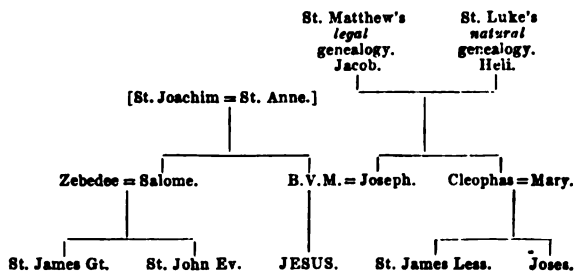 St. Matthew's St. Luke's
legal natural
genealogy. genealogy.
Jacob. Heli.
[St. Joachim = St. Anne.]
Zebedee = Salome. B.V.M. = Joseph. Cleophas = Mary.
St. James Gt. St. John Ev. JESUS. St. James Less. Joses.